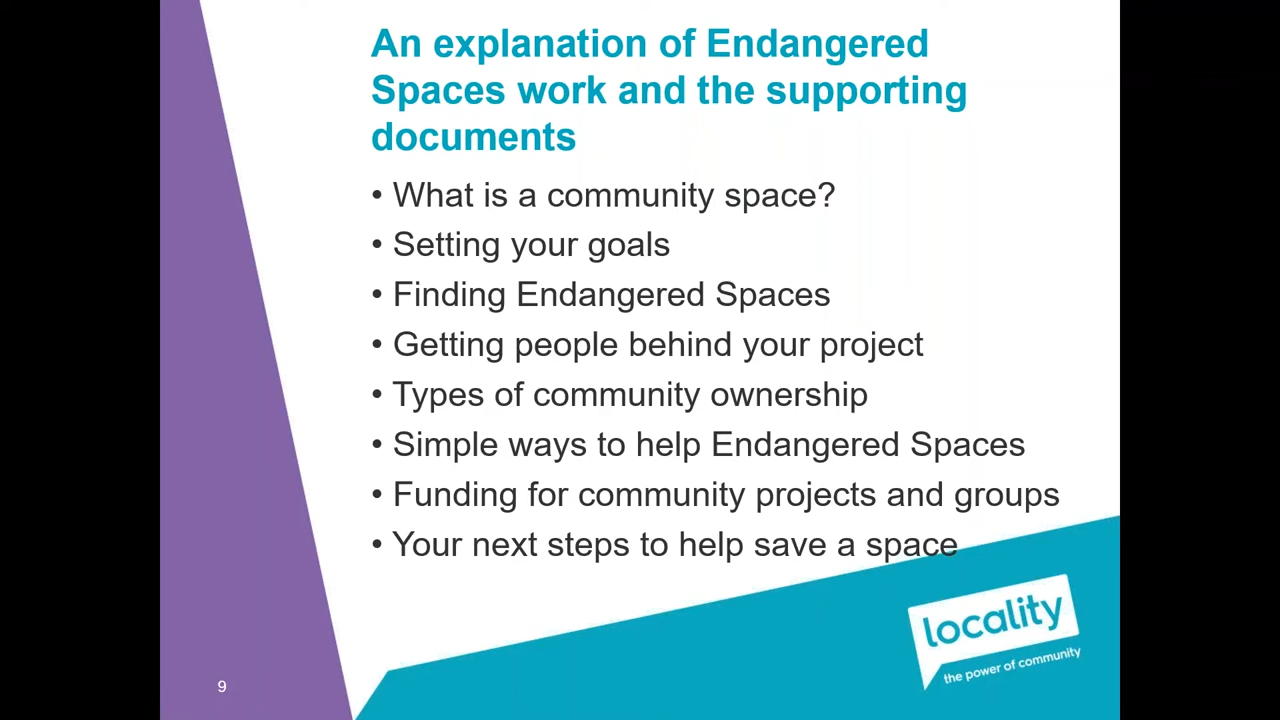 An explanation of Endangered
Spaces work and the supporting
documents
• What is a community space?
• Setting your goals
• Finding Endangered Spaces
• Getting people behind your project
• Types of community ownership
• Simple ways to help Endangered Spaces
• Funding for community projects and groups
• Your next steps to help save a space
locality
the power of community
9